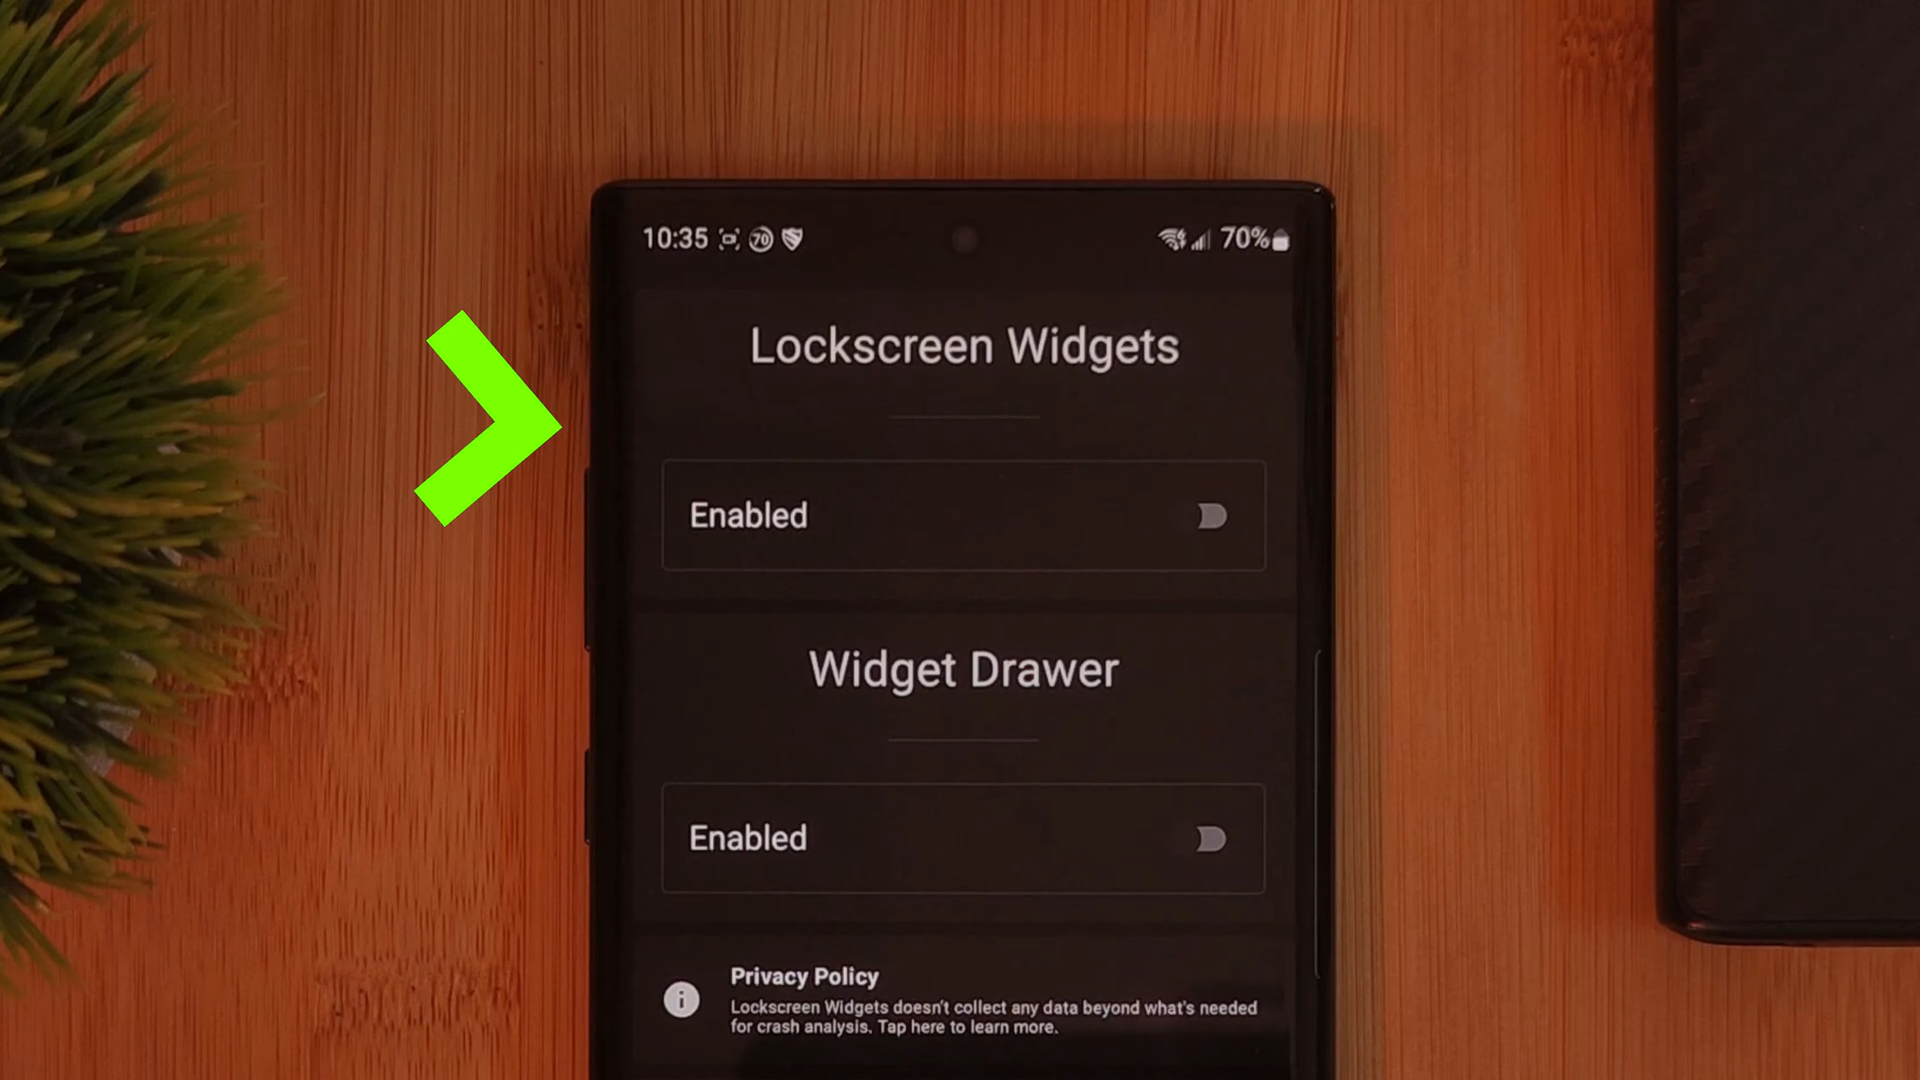 10:35 70 70%
Lockscreen Widgets
Enabled
Widget Drawer
Enabled
Privacy Policy
Lockscreen Widgets doesn't collect any data beyond what's needed
for crash analysis. Tap here to learn more.